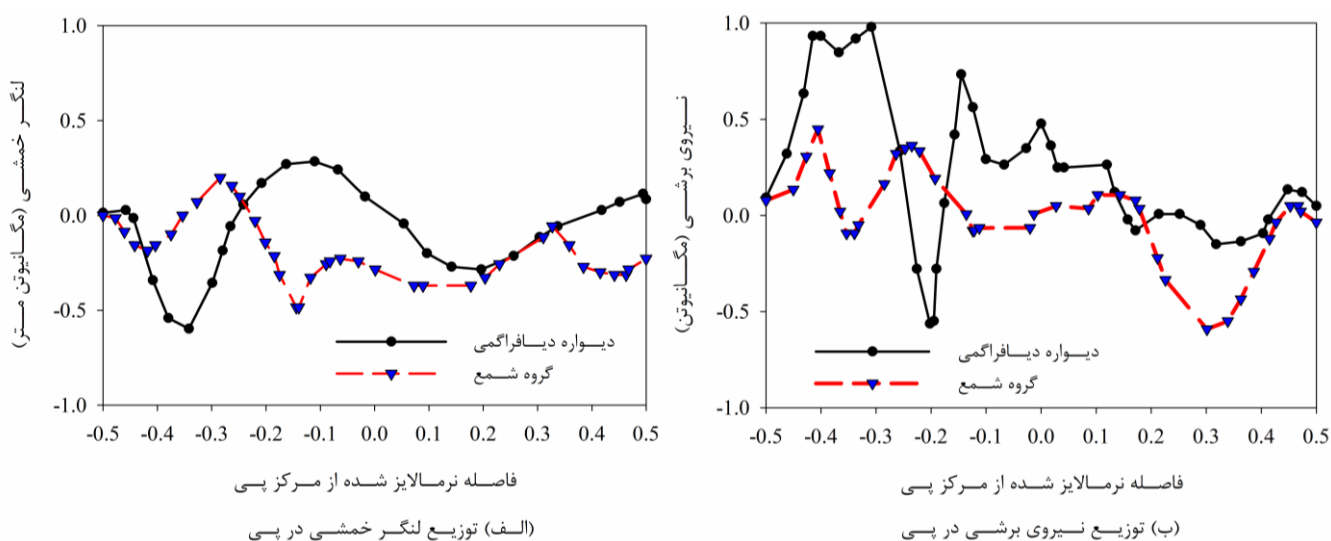 1.0
0.5
0.0
-0.5
-1.0
لنگر خمشی (مگانیوتن متر)
دیواره دیافراگمی
گروه شمع
-0.5 -0.4 -0.3 -0.2 -0.1 0.0 0.1 0.2 0.3 0.4 0.5
فاصله نرمالایز شده از مرکز پی
(الف) توزیع لنگر خمشی در پی
1.0
0.5
0.0
-0.5
-1.0
نیروی برشی (مگانیوتن)
دیواره دیافراگمی
گروه شمع
-0.5 -0.4 -0.3 -0.2 -0.1 0.0 0.1 0.2 0.3 0.4 0.5
فاصله نرمالایز شده از مرکز پی
(ب) توزیع نیروی برشی در پی